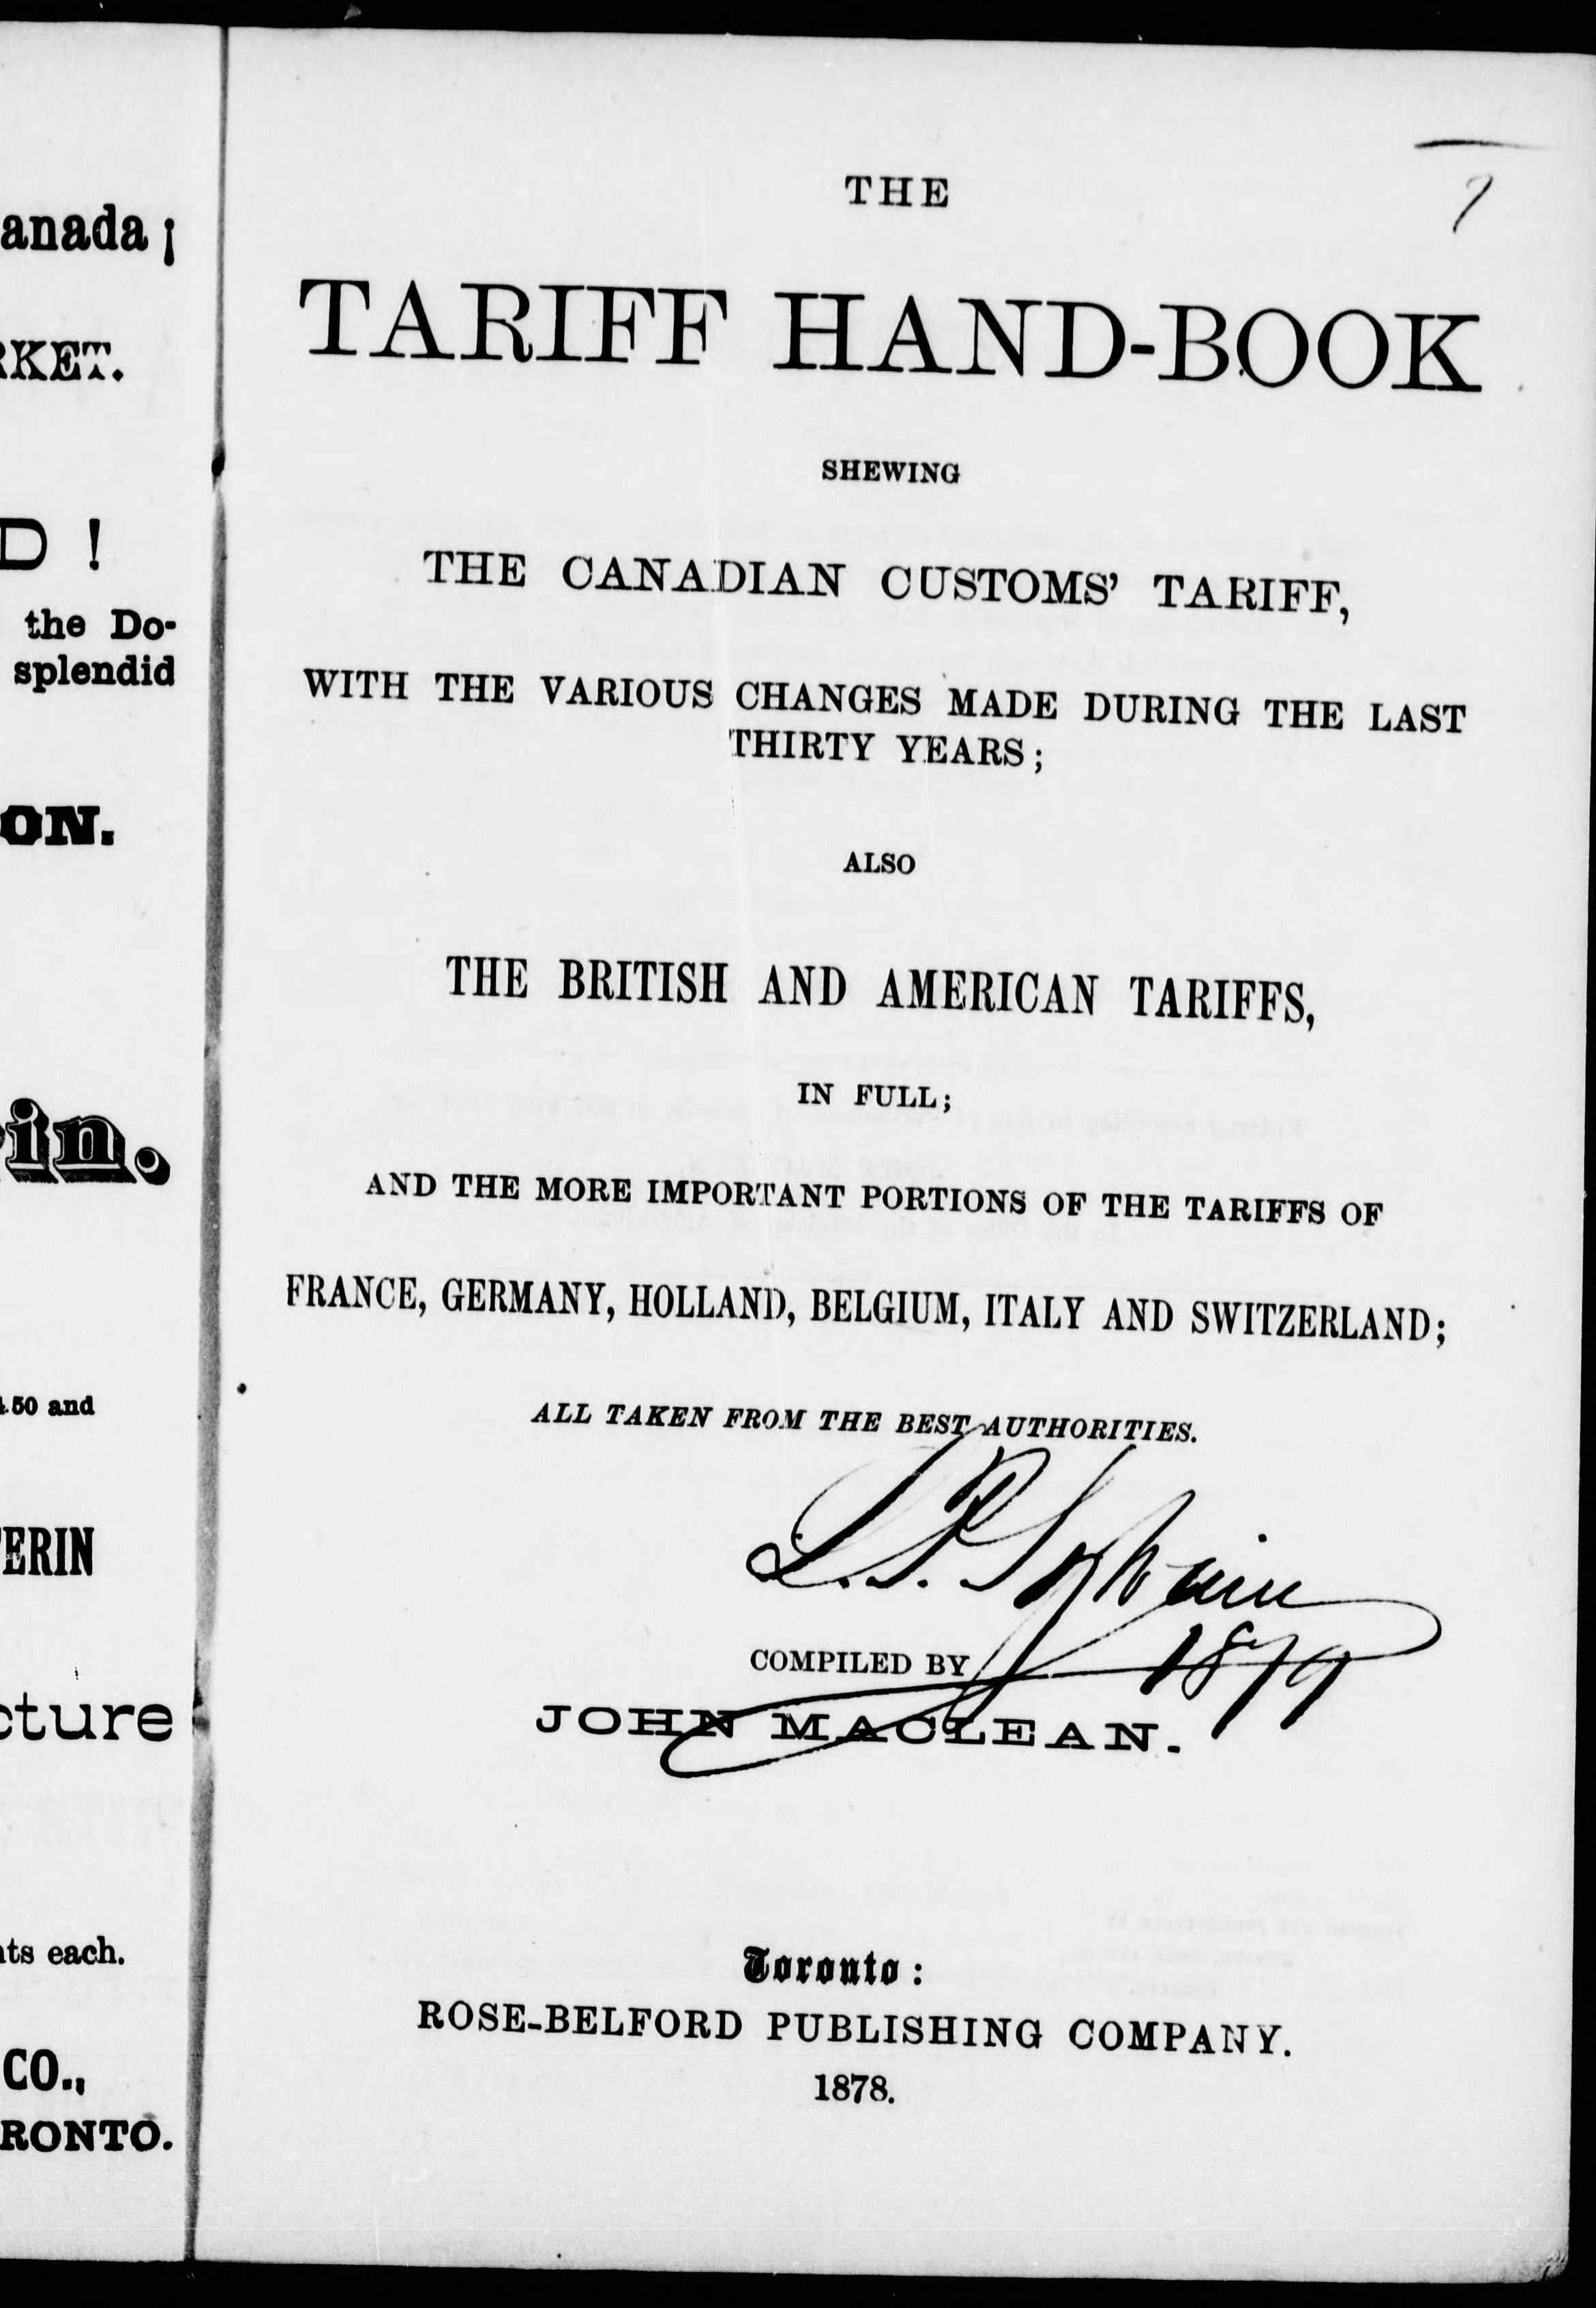 anada ¡
KET.
D !
the Do-
splendid
ON.
in.
.50 and
ERIN
cture
ts each.
CO.,
RONTO.
THE
TARIFF HAND-BOOK
SHEWING
THE CANADIAN CUSTOMS' TARIFF,
WITH THE VARIOUS CHANGES MADE DURING THE LAST
THIRTY YEARS;
ALSO
THE BRITISH AND AMERICAN TARIFFS,
IN FULL;
AND THE MORE IMPORTANT PORTIONS OF THE TARIFFS OF
FRANCE, GERMANY, HOLLAND, BELGIUM, ITALY AND SWITZERLAND;
ALL TAKEN FROM THE BEST AUTHORITIES.
1879
COMPILED BY
JOHN MACLEAN.
Toronto:
ROSE-BELFORD PUBLISHING COMPANY.
1878.